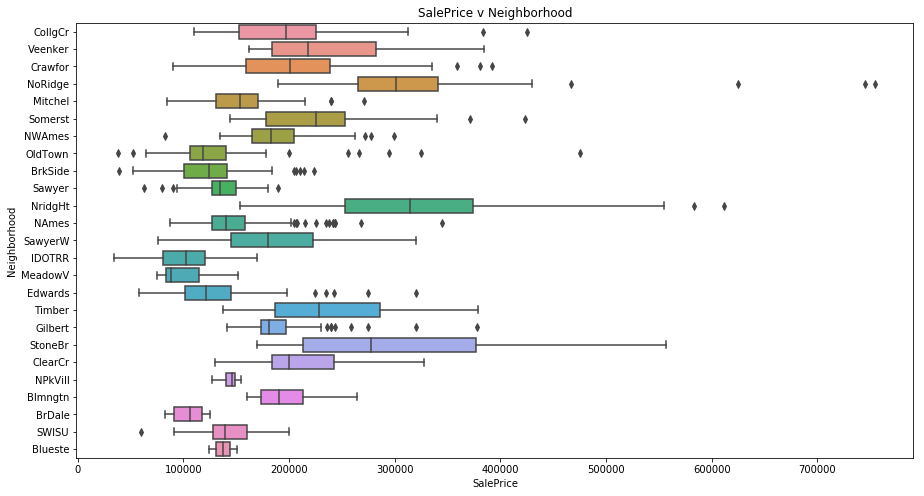 SalePrice v Neighborhood
CollgCr
Veenker
Crawfor
NoRidge
Mitchel
Somerst
NWAmes
OldTown
BrkSide
Sawyer
NridgHt
NAmes
SawyerW
IDOTRR
MeadowV
Edwards
Timber
Gilbert
StoneBr
ClearCr
NPkVill
Blmngtn
BrDale
SWISU
Blueste
Neighborhood
0 100000 200000 300000 400000 500000 600000 700000
SalePrice